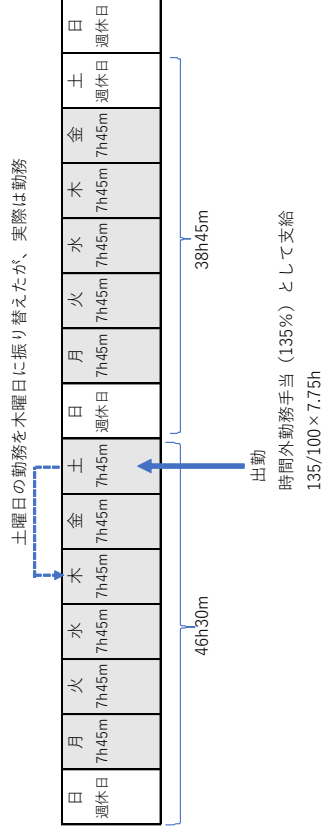 土曜日の勤務を木曜日に振り替えたが、実際は勤務
日 月 火 水 木 金 土 日 月 火 水 木 金 土 日
週休日 7h45m 7h45m 7h45m 7h45m 7h45m 7h45m 週休日 7h45m 7h45m 7h45m 7h45m 7h45m 週休日 週休日
46h30m 38h45m
出勤
時間外勤務手当（135%）として支給
135/100×7.75h